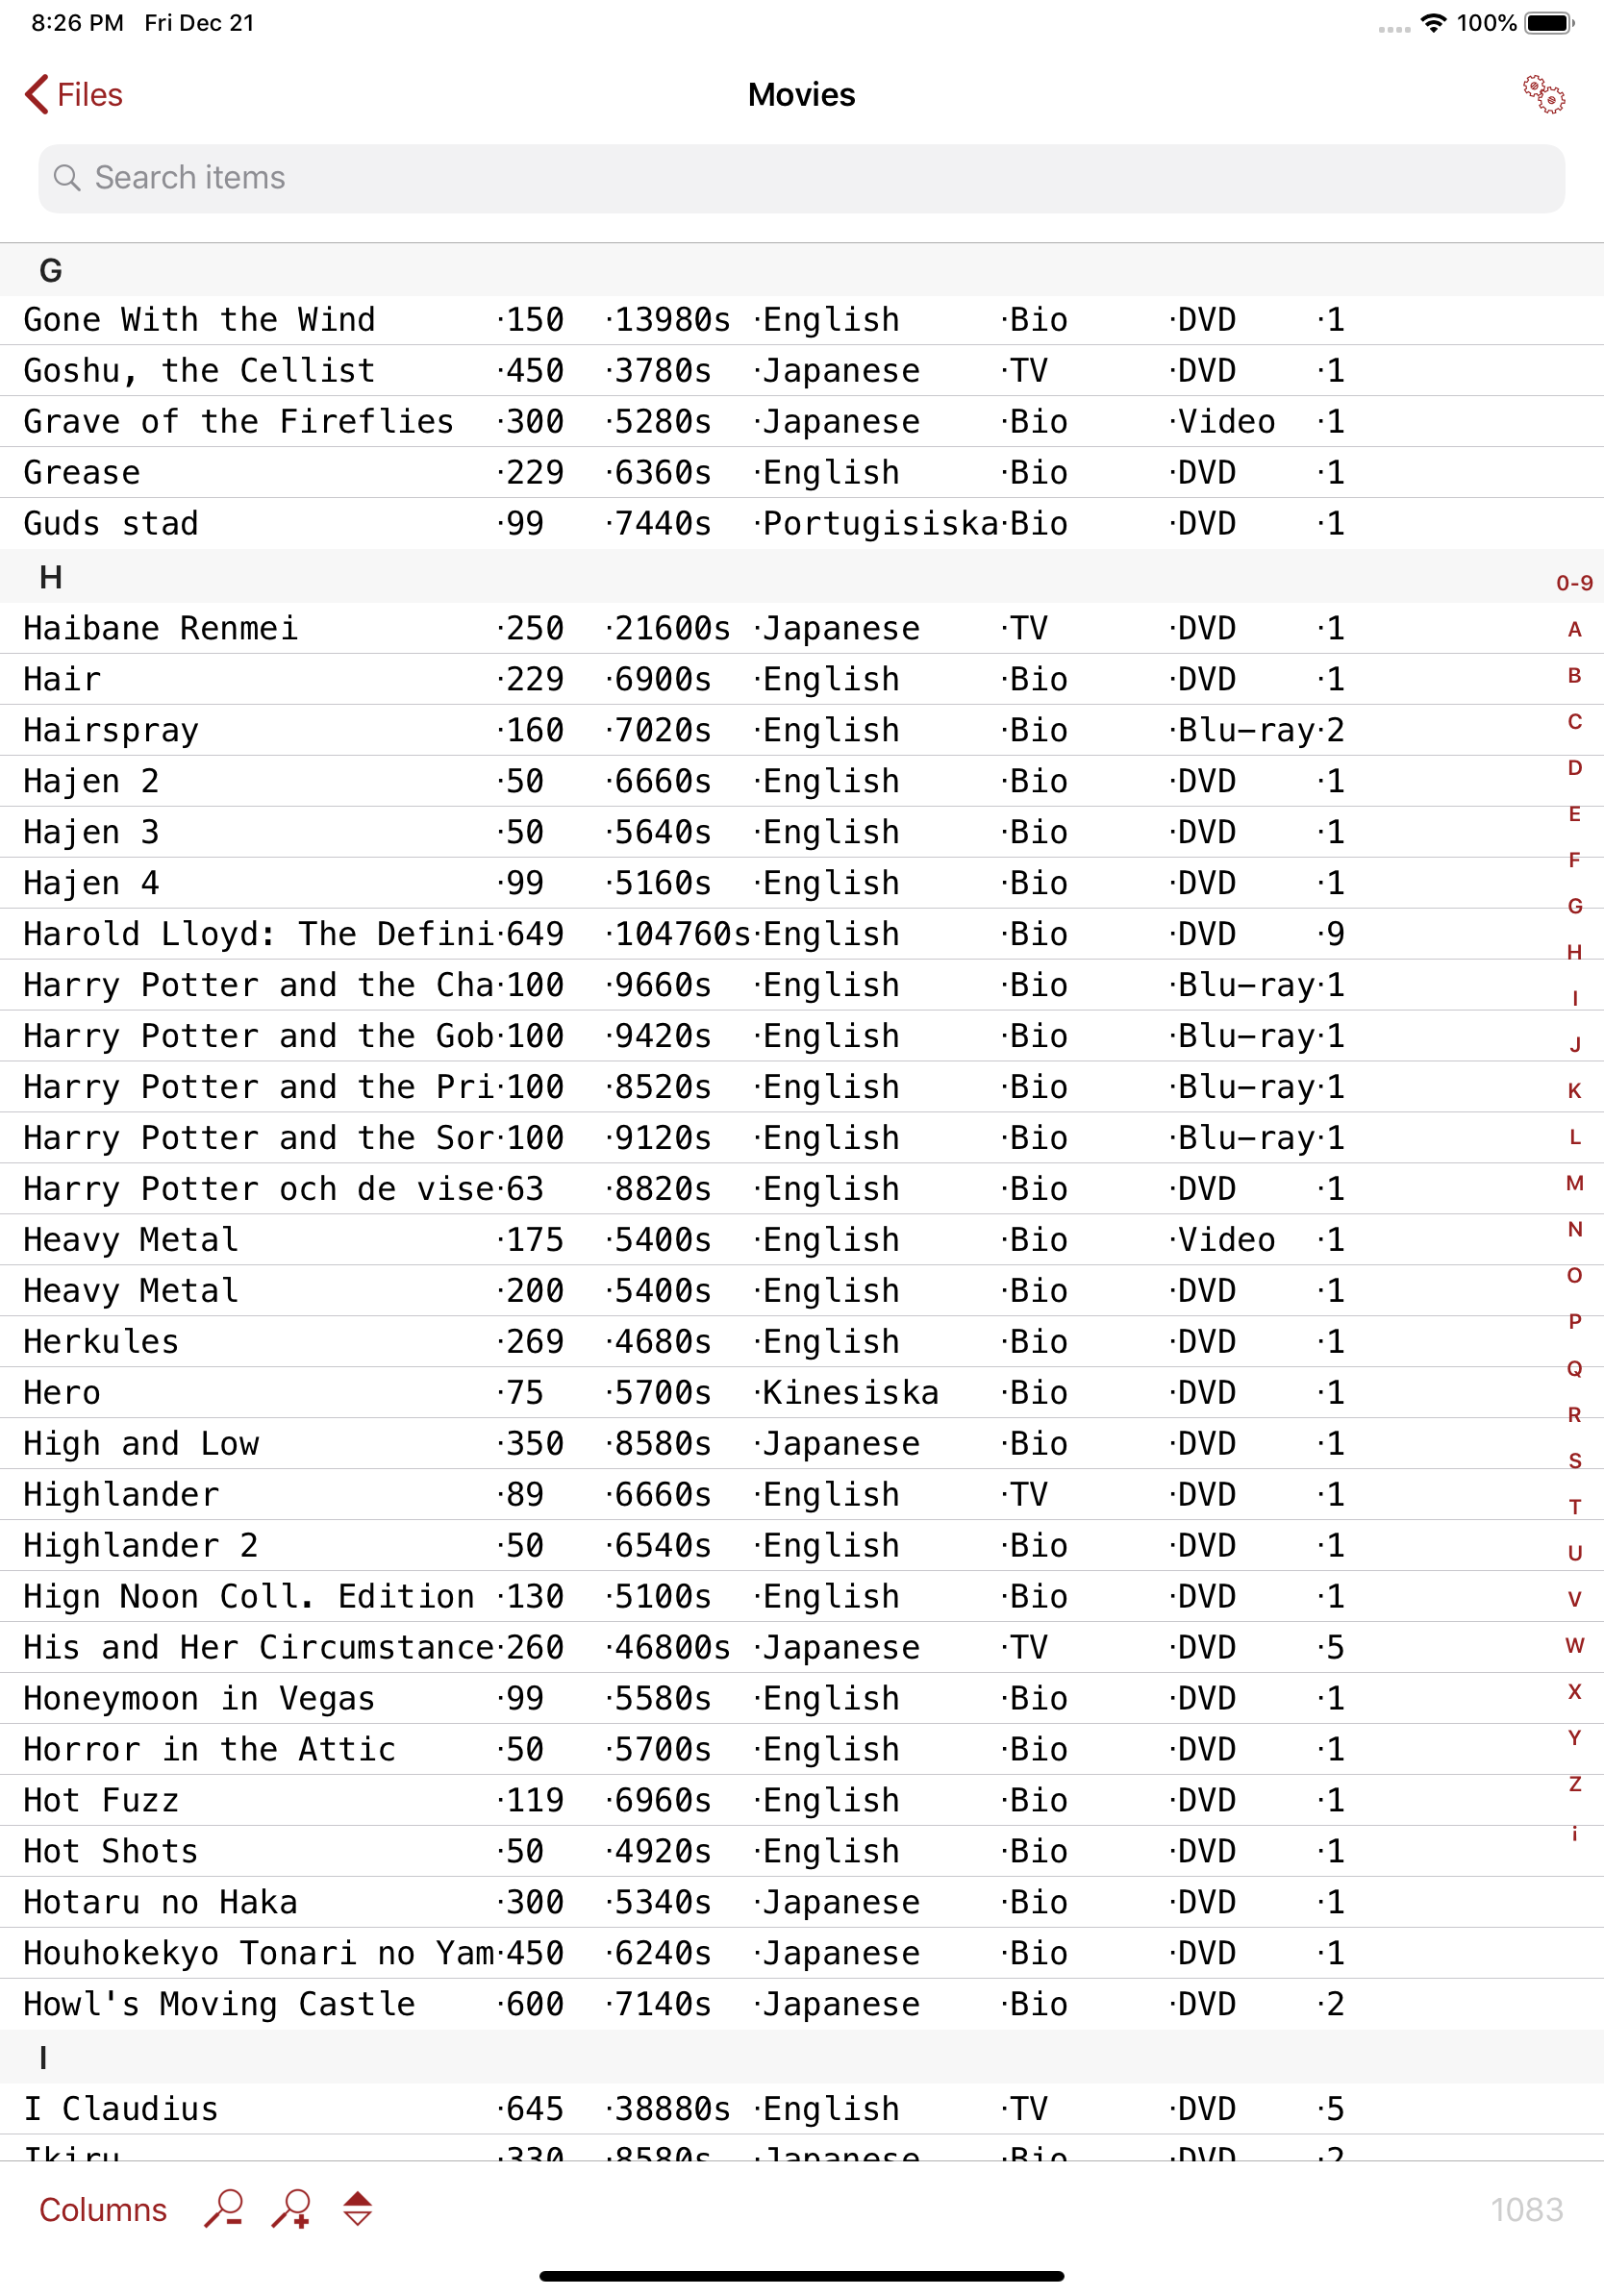 8:26 PM Fri Dec 21 100%
Files Movies
Search items
G
Gone With the Wind ·150 ·13980s ·English ·Bio ·DVD ·1
Goshu, the Cellist ·450 ·3780s ·Japanese ·TV ·DVD ·1
Grave of the Fireflies ·300 ·5280s ·Japanese ·Bio ·Video ·1
Grease ·229 ·6360s ·English ·Bio ·DVD ·1
Guds stad ·99 ·7440s ·Portugisiska·Bio ·DVD ·1
H
Haibane Renmei ·250 ·21600s ·Japanese ·TV ·DVD ·1
Hair ·229 ·6900s ·English ·Bio ·DVD ·1
Hairspray ·160 ·7020s ·English ·Bio ·Blu-ray·2
Hajen 2 ·50 ·6660s ·English ·Bio ·DVD ·1
Hajen 3 ·50 ·5640s ·English ·Bio ·DVD ·1
Hajen 4 ·99 ·5160s ·English ·Bio ·DVD ·1
Harold Lloyd: The Defini·649 ·104760s·English ·Bio ·DVD ·9
Harry Potter and the Cha·100 ·9660s ·English ·Bio ·Blu-ray·1
Harry Potter and the Gob·100 ·9420s ·English ·Bio ·Blu-ray·1
Harry Potter and the Pri·100 ·8520s ·English ·Bio ·Blu-ray·1
Harry Potter and the Sor·100 ·9120s ·English ·Bio ·Blu-ray·1
Harry Potter och de vise·63 ·8820s ·English ·Bio ·DVD ·1
Heavy Metal ·175 ·5400s ·English ·Bio ·Video ·1
Heavy Metal ·200 ·5400s ·English ·Bio ·DVD ·1
Herkules ·269 ·4680s ·English ·Bio ·DVD ·1
Hero ·75 ·5700s ·Kinesiska ·Bio ·DVD ·1
High and Low ·350 ·8580s ·Japanese ·Bio ·DVD ·1
Highlander ·89 ·6660s ·English ·TV ·DVD ·1
Highlander 2 ·50 ·6540s ·English ·Bio ·DVD ·1
Hign Noon Coll. Edition ·130 ·5100s ·English ·Bio ·DVD ·1
His and Her Circumstance·260 ·46800s ·Japanese ·TV ·DVD ·5
Honeymoon in Vegas ·99 ·5580s ·English ·Bio ·DVD ·1
Horror in the Attic ·50 ·5700s ·English ·Bio ·DVD ·1
Hot Fuzz ·119 ·6960s ·English ·Bio ·DVD ·1
Hot Shots ·50 ·4920s ·English ·Bio ·DVD ·1
Hotaru no Haka ·300 ·5340s ·Japanese ·Bio ·DVD ·1
Houhokekyo Tonari no Yam·450 ·6240s ·Japanese ·Bio ·DVD ·1
Howl's Moving Castle ·600 ·7140s ·Japanese ·Bio ·DVD ·2
I
I Claudius ·645 ·38880s ·English ·TV ·DVD ·5
Ikiru ·330 ·8580s ·Japanese ·Bio ·DVD ·2
0-9
A
B
C
D
E
F
G
H
I
J
K
L
M
N
O
P
Q
R
S
T
U
V
W
X
Y
Z
¡
Columns 1083